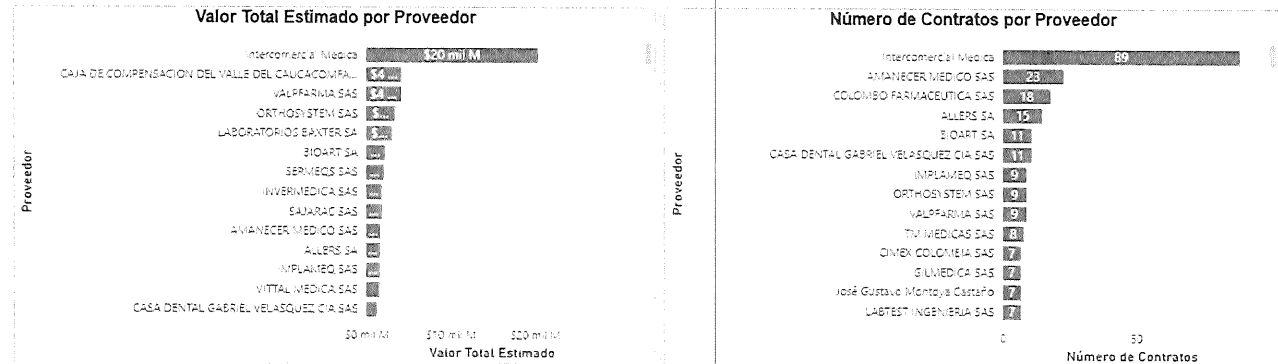 Valor Total Estimado por Proveedor
Intercomercial Medica
$20 mil M
CAJA DE COMPENSACION DEL VALLE DEL CAUCACOMFA...
$4 ...
VALPFARMA SAS
$4 ...
ORTHOSYSTEM SAS
$...
LABORATORIOS BAXTER SA
$...
BIOART SA
...
SERMEQS SAS
...
INVERMEDICA SAS
...
SAJARAC SAS
...
AMANECER MEDICO SAS
...
ALLERS SA
...
IMPLAMEQ SAS
...
VITTAL MEDICA SAS
CASA DENTAL GABRIEL VELASQUEZ CIA SAS
Proveedor
$0 mil M
$10 mil M
$20 mil M
Valor Total Estimado
Número de Contratos por Proveedor
Intercomercial Medica
89
AMANECER MEDICO SAS
23
COLOMBO FARMACEUTICA SAS
18
ALLERS SA
15
BIOART SA
11
CASA DENTAL GABRIEL VELASQUEZ CIA SAS
11
IMPLAMEQ SAS
9
ORTHOSYSTEM SAS
9
VALPFARMA SAS
9
TM MEDICAS SAS
8
CIMEX COLOMBIA SAS
7
GILMEDICA SAS
7
José Gustavo Montoya Castaño
7
LABTEST INGENIERIA SAS
7
Proveedor
0
50
Número de Contratos